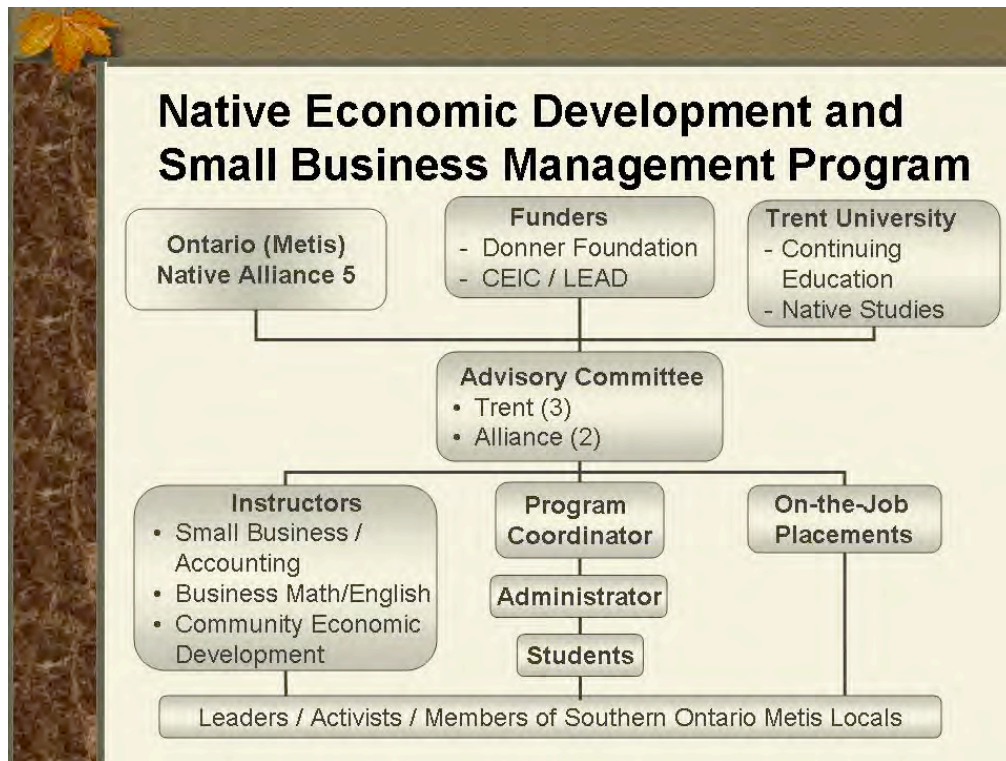 Native Economic Development and
Small Business Management Program
Ontario (Metis)
Native Alliance 5
Funders
- Donner Foundation
- CEIC / LEAD
Trent University
- Continuing
Education
- Native Studies
Advisory Committee
• Trent (3)
• Alliance (2)
Instructors
• Small Business /
Accounting
• Business Math/English
• Community Economic
Development
Program
Coordinator
Administrator
Students
On-the-Job
Placements
Leaders / Activists / Members of Southern Ontario Metis Locals